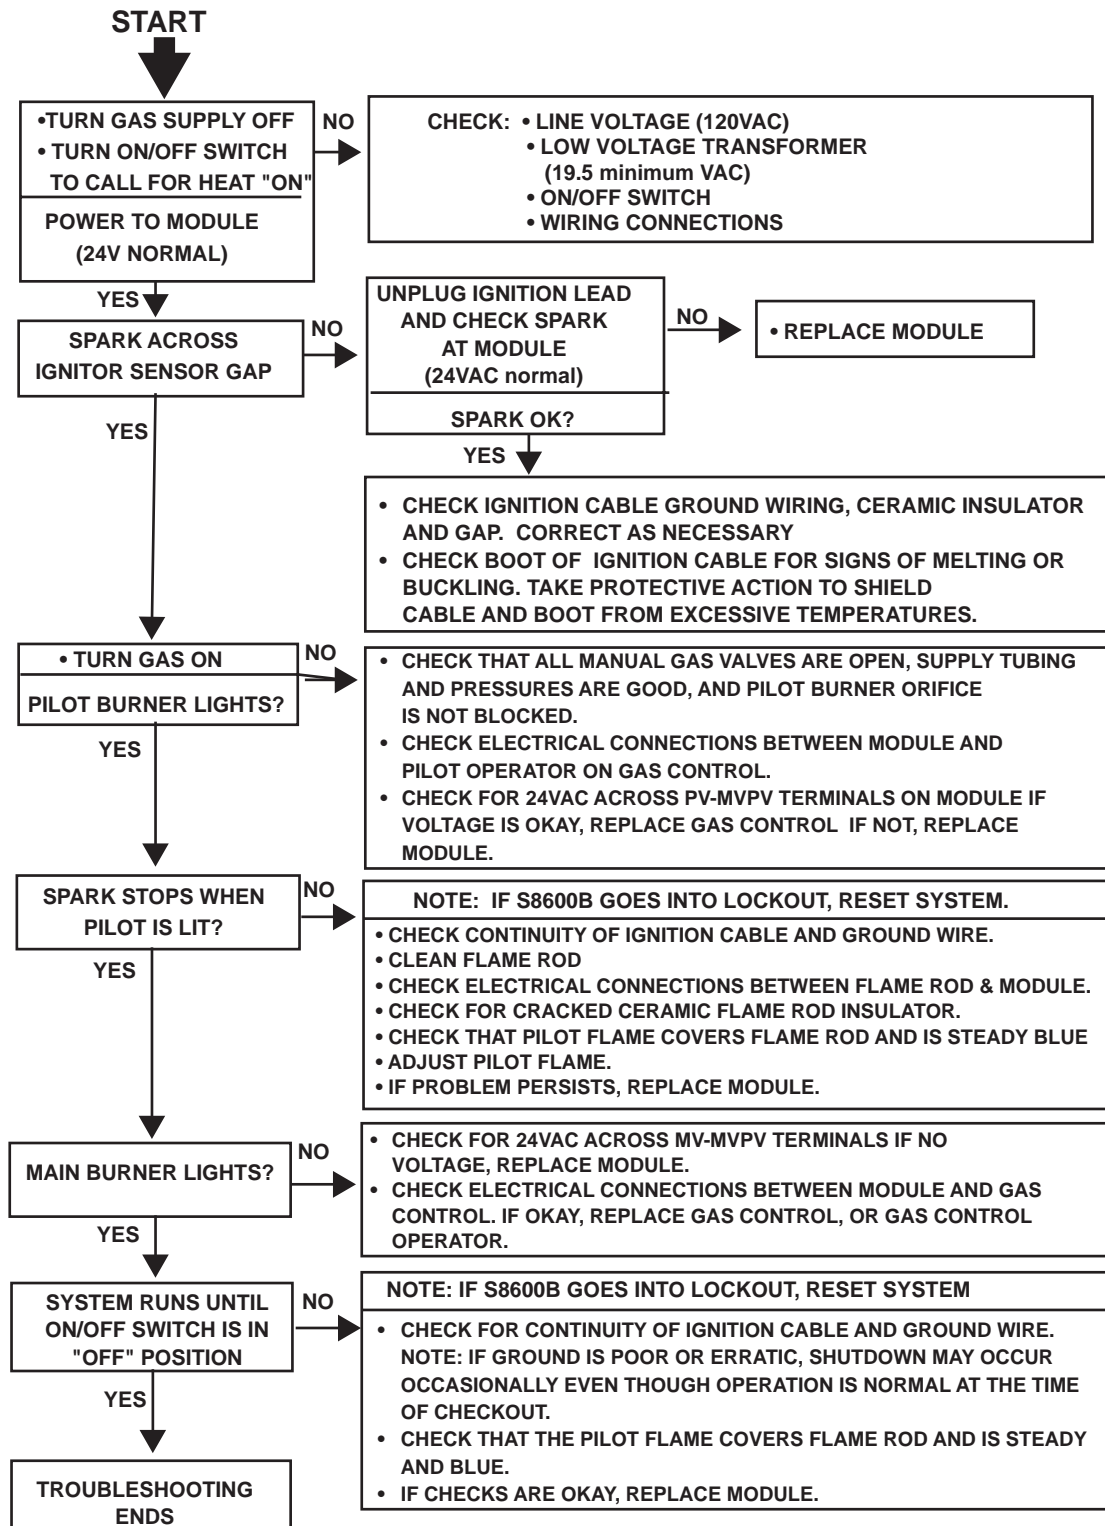 START
•TURN GAS SUPPLY OFF
• TURN ON/OFF SWITCH
TO CALL FOR HEAT "ON"
POWER TO MODULE
(24V NORMAL)
NO
CHECK: • LINE VOLTAGE (120VAC)
• LOW VOLTAGE TRANSFORMER
(19.5 minimum VAC)
• ON/OFF SWITCH
• WIRING CONNECTIONS
YES
SPARK ACROSS
IGNITOR SENSOR GAP
NO
UNPLUG IGNITION LEAD
AND CHECK SPARK
AT MODULE
(24VAC normal)
SPARK OK?
NO
• REPLACE MODULE
YES
YES
• CHECK IGNITION CABLE GROUND WIRING, CERAMIC INSULATOR
AND GAP. CORRECT AS NECESSARY
• CHECK BOOT OF IGNITION CABLE FOR SIGNS OF MELTING OR
BUCKLING. TAKE PROTECTIVE ACTION TO SHIELD
CABLE AND BOOT FROM EXCESSIVE TEMPERATURES.
• TURN GAS ON
PILOT BURNER LIGHTS?
NO
• CHECK THAT ALL MANUAL GAS VALVES ARE OPEN, SUPPLY TUBING
AND PRESSURES ARE GOOD, AND PILOT BURNER ORIFICE
IS NOT BLOCKED.
• CHECK ELECTRICAL CONNECTIONS BETWEEN MODULE AND
PILOT OPERATOR ON GAS CONTROL.
• CHECK FOR 24VAC ACROSS PV-MVPV TERMINALS ON MODULE IF
VOLTAGE IS OKAY, REPLACE GAS CONTROL IF NOT, REPLACE
MODULE.
YES
SPARK STOPS WHEN
PILOT IS LIT?
NO
NOTE: IF S8600B GOES INTO LOCKOUT, RESET SYSTEM.
• CHECK CONTINUITY OF IGNITION CABLE AND GROUND WIRE.
• CLEAN FLAME ROD
• CHECK ELECTRICAL CONNECTIONS BETWEEN FLAME ROD & MODULE.
• CHECK FOR CRACKED CERAMIC FLAME ROD INSULATOR.
• CHECK THAT PILOT FLAME COVERS FLAME ROD AND IS STEADY BLUE
• ADJUST PILOT FLAME.
• IF PROBLEM PERSISTS, REPLACE MODULE.
YES
MAIN BURNER LIGHTS?
NO
• CHECK FOR 24VAC ACROSS MV-MVPV TERMINALS IF NO
VOLTAGE, REPLACE MODULE.
• CHECK ELECTRICAL CONNECTIONS BETWEEN MODULE AND GAS
CONTROL. IF OKAY, REPLACE GAS CONTROL, OR GAS CONTROL
OPERATOR.
YES
SYSTEM RUNS UNTIL
ON/OFF SWITCH IS IN
"OFF" POSITION
NO
NOTE: IF S8600B GOES INTO LOCKOUT, RESET SYSTEM
• CHECK FOR CONTINUITY OF IGNITION CABLE AND GROUND WIRE.
NOTE: IF GROUND IS POOR OR ERRATIC, SHUTDOWN MAY OCCUR
OCCASIONALLY EVEN THOUGH OPERATION IS NORMAL AT THE TIME
OF CHECKOUT.
• CHECK THAT THE PILOT FLAME COVERS FLAME ROD AND IS STEADY
AND BLUE.
• IF CHECKS ARE OKAY, REPLACE MODULE.
YES
TROUBLESHOOTING
ENDS